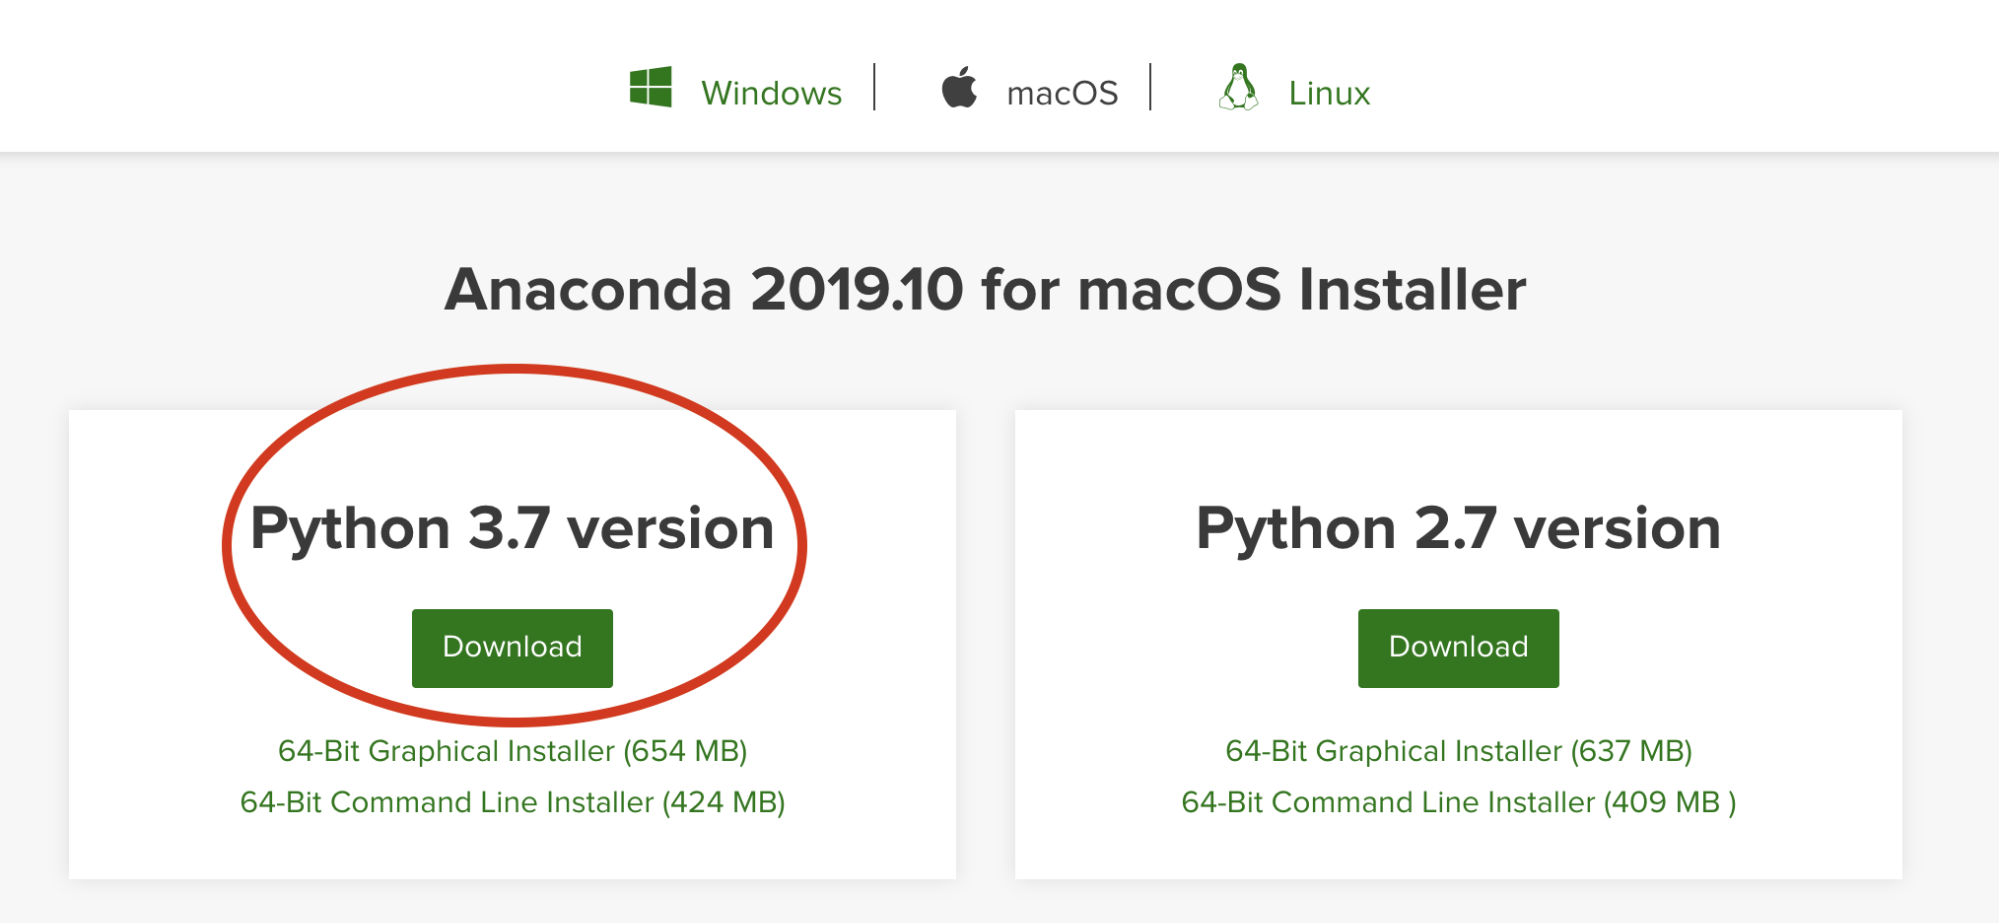 Windows
macOS
Linux
Anaconda 2019.10 for macOS Installer
Python 3.7 version
Download
64-Bit Graphical Installer (654 MB)
64-Bit Command Line Installer (424 MB)
Python 2.7 version
Download
64-Bit Graphical Installer (637 MB)
64-Bit Command Line Installer (409 MB )